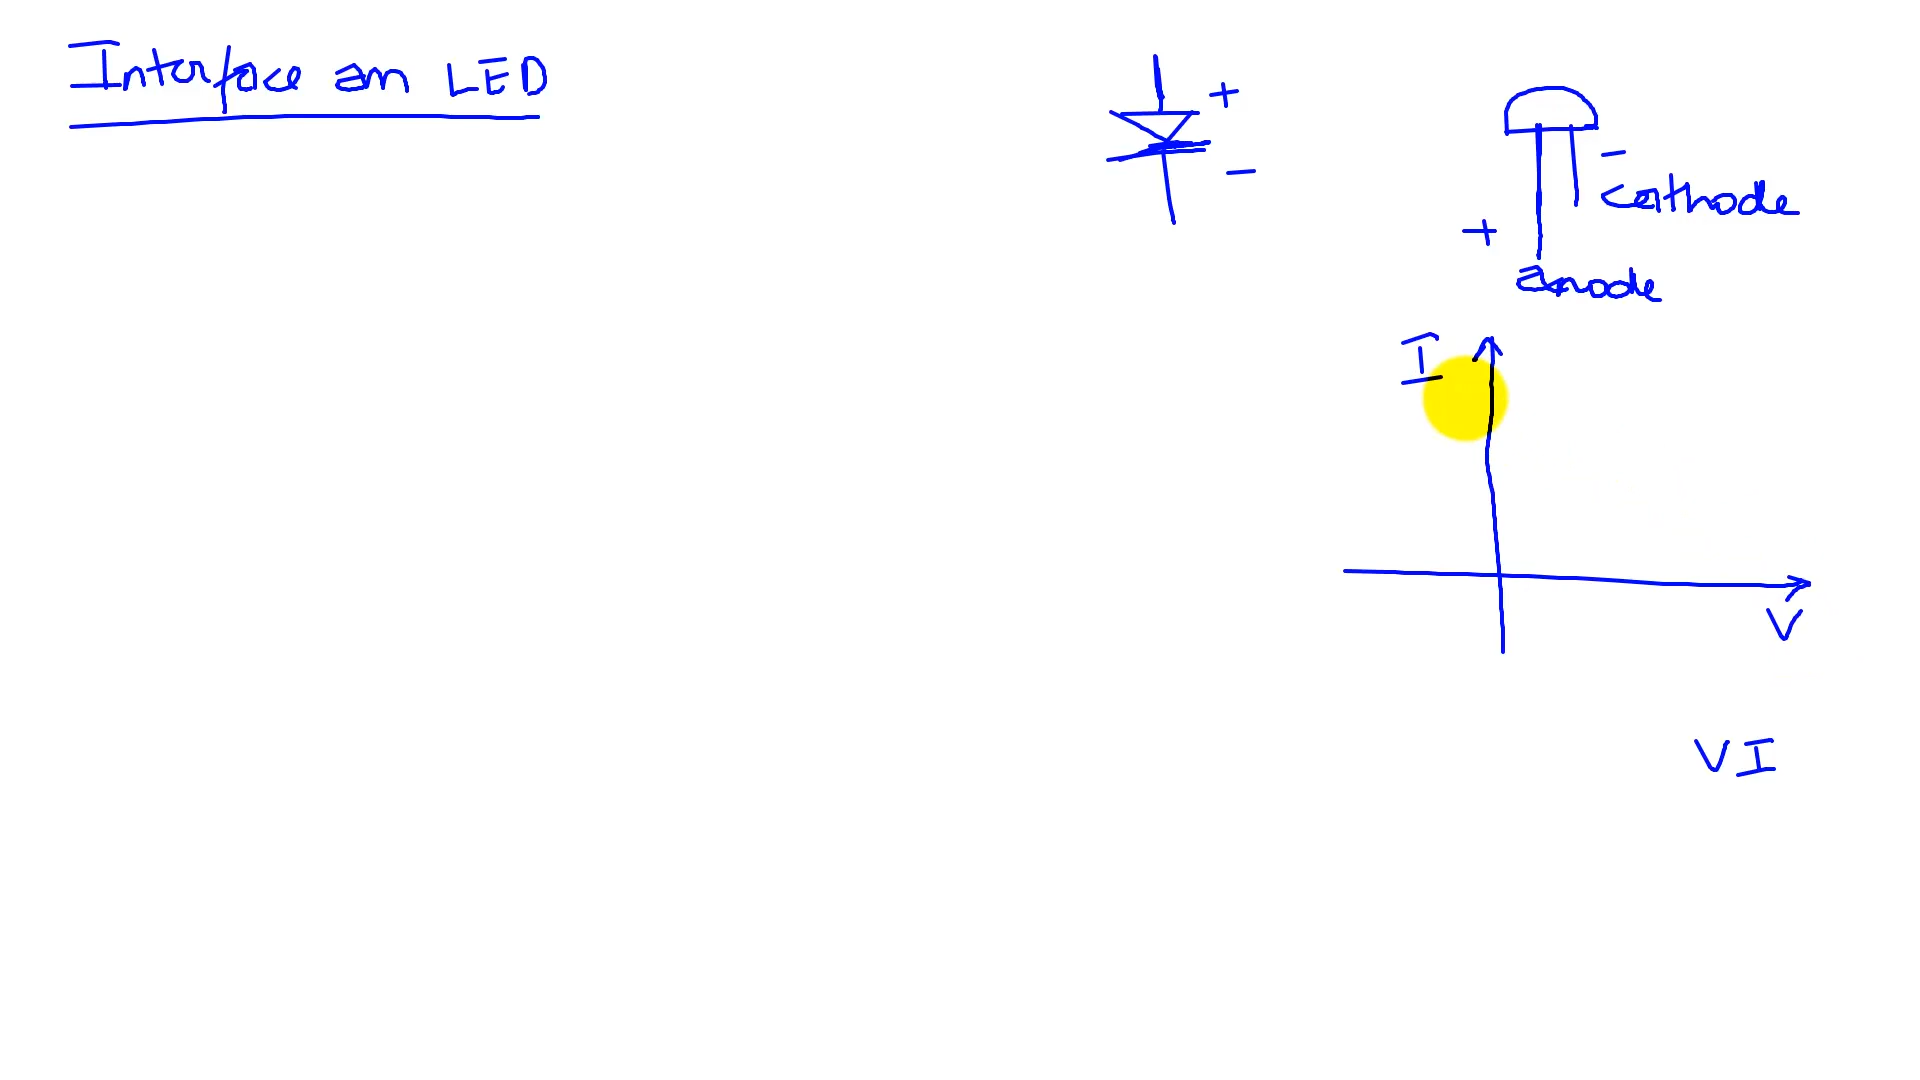 Interface an LED
+
-
-
cathode
+
anode
I
V
VI